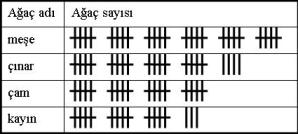 Ağaç adı Ağaç sayısı
meşe
çınar
çam
kayın